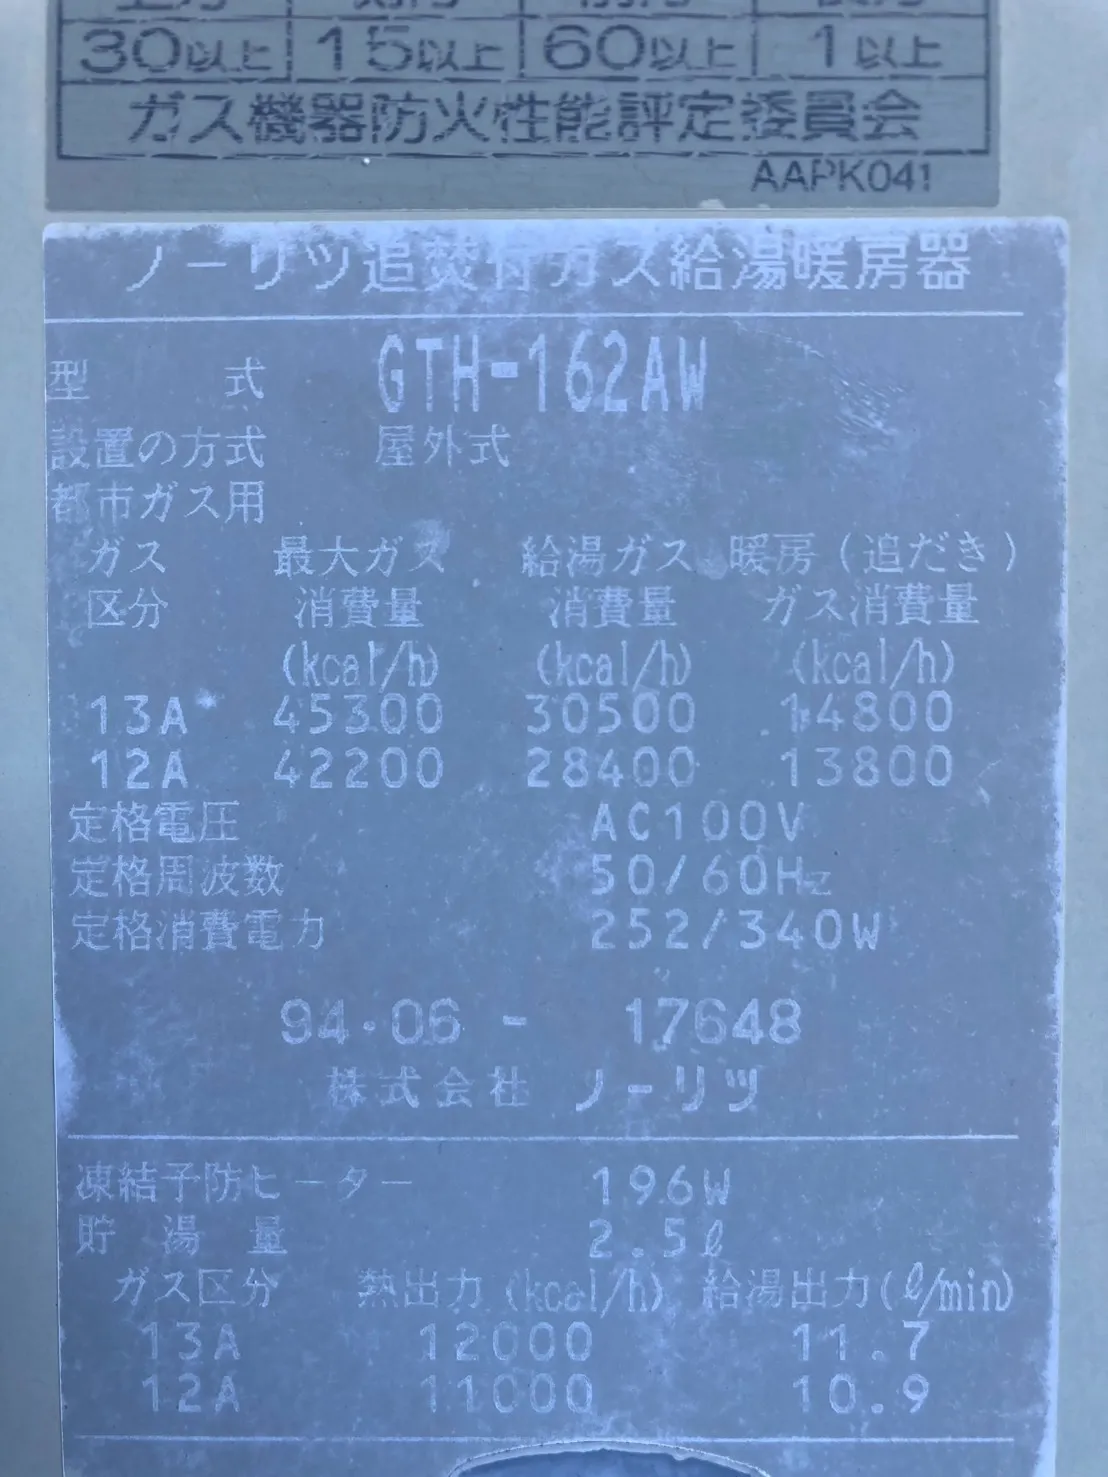 30以上 15以上 60以上 1以上
ガス機器防火性能評定委員会
AAPK041
ノーリツ追焚付ガス給湯暖房器
型 式 GTH-162AW
設置の方式 屋外式
都市ガス用
ガス 最大ガス 給湯ガス 暖房(追だき)
区分 消費量 消費量 ガス消費量
(kcal/h) (kcal/h) (kcal/h)
13A 45300 30500 14800
12A 42200 28400 13800
定格電圧 AC100V
定格周波数 50/60Hz
定格消費電力 252/340W
94.06 - 17648
株式会社 ノーリツ
凍結予防ヒーター 196W
貯湯量 2.5ℓ
ガス区分 熱出力(kcal/h) 給湯出力(ℓ/min)
13A 12000 11.7
12A 11000 10.9